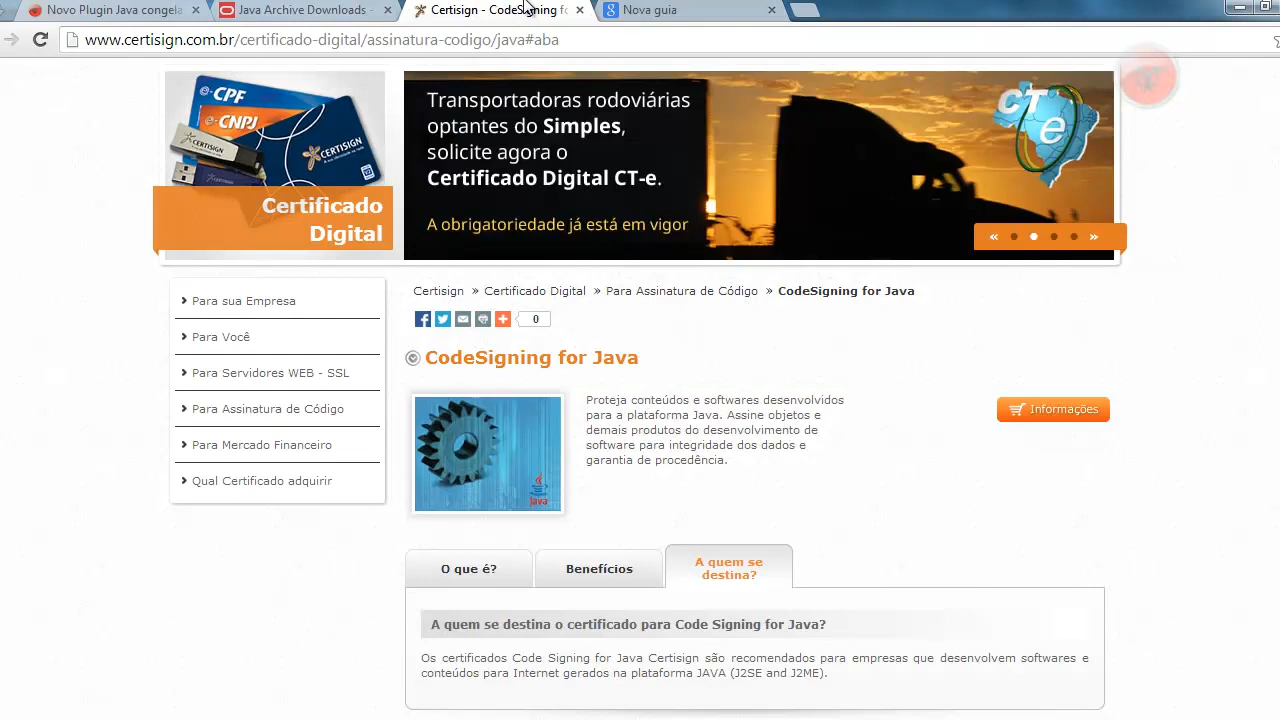 Novo Plugin Java congela
Java Archive Downloads -
Certisign - CodeSigning fo
Nova guia
www.certisign.com.br/certificado-digital/assinatura-codigo/java#aba
e-CPF
e-CNPJ
CERTISIGN
CERTISIGN
Certificado
Digital
Transportadoras rodoviárias
optantes do Simples,
solicite agora o
Certificado Digital CT-e.
A obrigatoriedade já está em vigor
CT
e
« »
Para sua Empresa
Para Você
Para Servidores WEB - SSL
Para Assinatura de Código
Para Mercado Financeiro
Qual Certificado adquirir
Certisign » Certificado Digital » Para Assinatura de Código » CodeSigning for Java
0
CodeSigning for Java
Java
Proteja conteúdos e softwares desenvolvidos
para a plataforma Java. Assine objetos e
demais produtos do desenvolvimento de
software para integridade dos dados e
garantia de procedência.
Informações
O que é?
Benefícios
A quem se
destina?
A quem se destina o certificado para Code Signing for Java?
Os certificados Code Signing for Java Certisign são recomendados para empresas que desenvolvem softwares e
conteúdos para Internet gerados na plataforma JAVA (J2SE and J2ME).